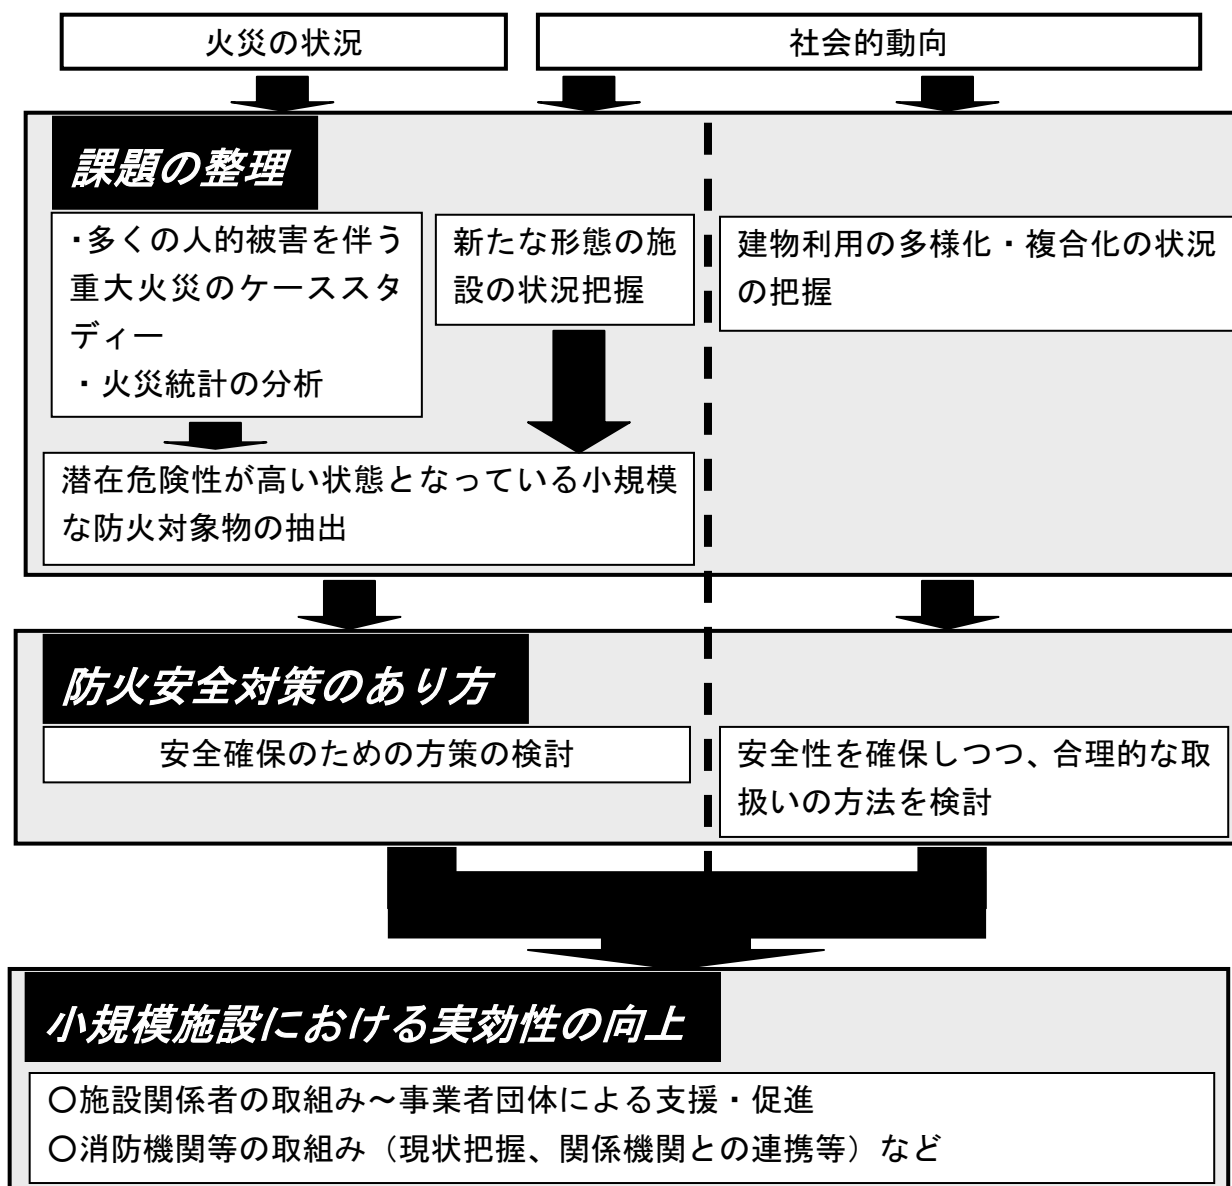 火災の状況
社会的動向
課題の整理
・多くの人的被害を伴う
重大火災のケーススタ
ディー
・火災統計の分析
新たな形態の施
設の状況把握
建物利用の多様化・複合化の状況
の把握
潜在危険性が高い状態となっている小規模
な防火対象物の抽出
防火安全対策のあり方
安全確保のための方策の検討
安全性を確保しつつ、合理的な取
扱いの方法を検討
小規模施設における実効性の向上
○施設関係者の取組み～事業者団体による支援・促進
○消防機関等の取組み（現状把握、関係機関との連携等）など